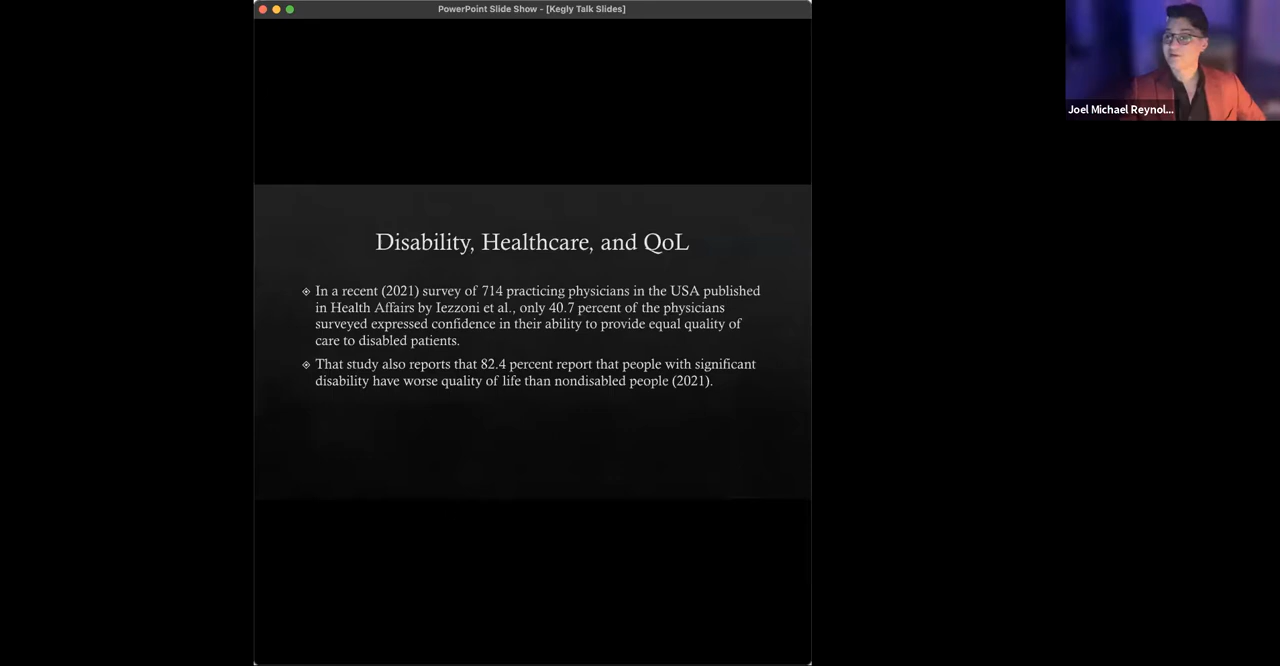 PowerPoint Slide Show - [Kegly Talk Slides]
Joel Michael Reynol...
Disability, Healthcare, and QoL
In a recent (2021) survey of 714 practicing physicians in the USA published
in Health Affairs by Iezzoni et al., only 40.7 percent of the physicians
surveyed expressed confidence in their ability to provide equal quality of
care to disabled patients.
That study also reports that 82.4 percent report that people with significant
disability have worse quality of life than nondisabled people (2021).